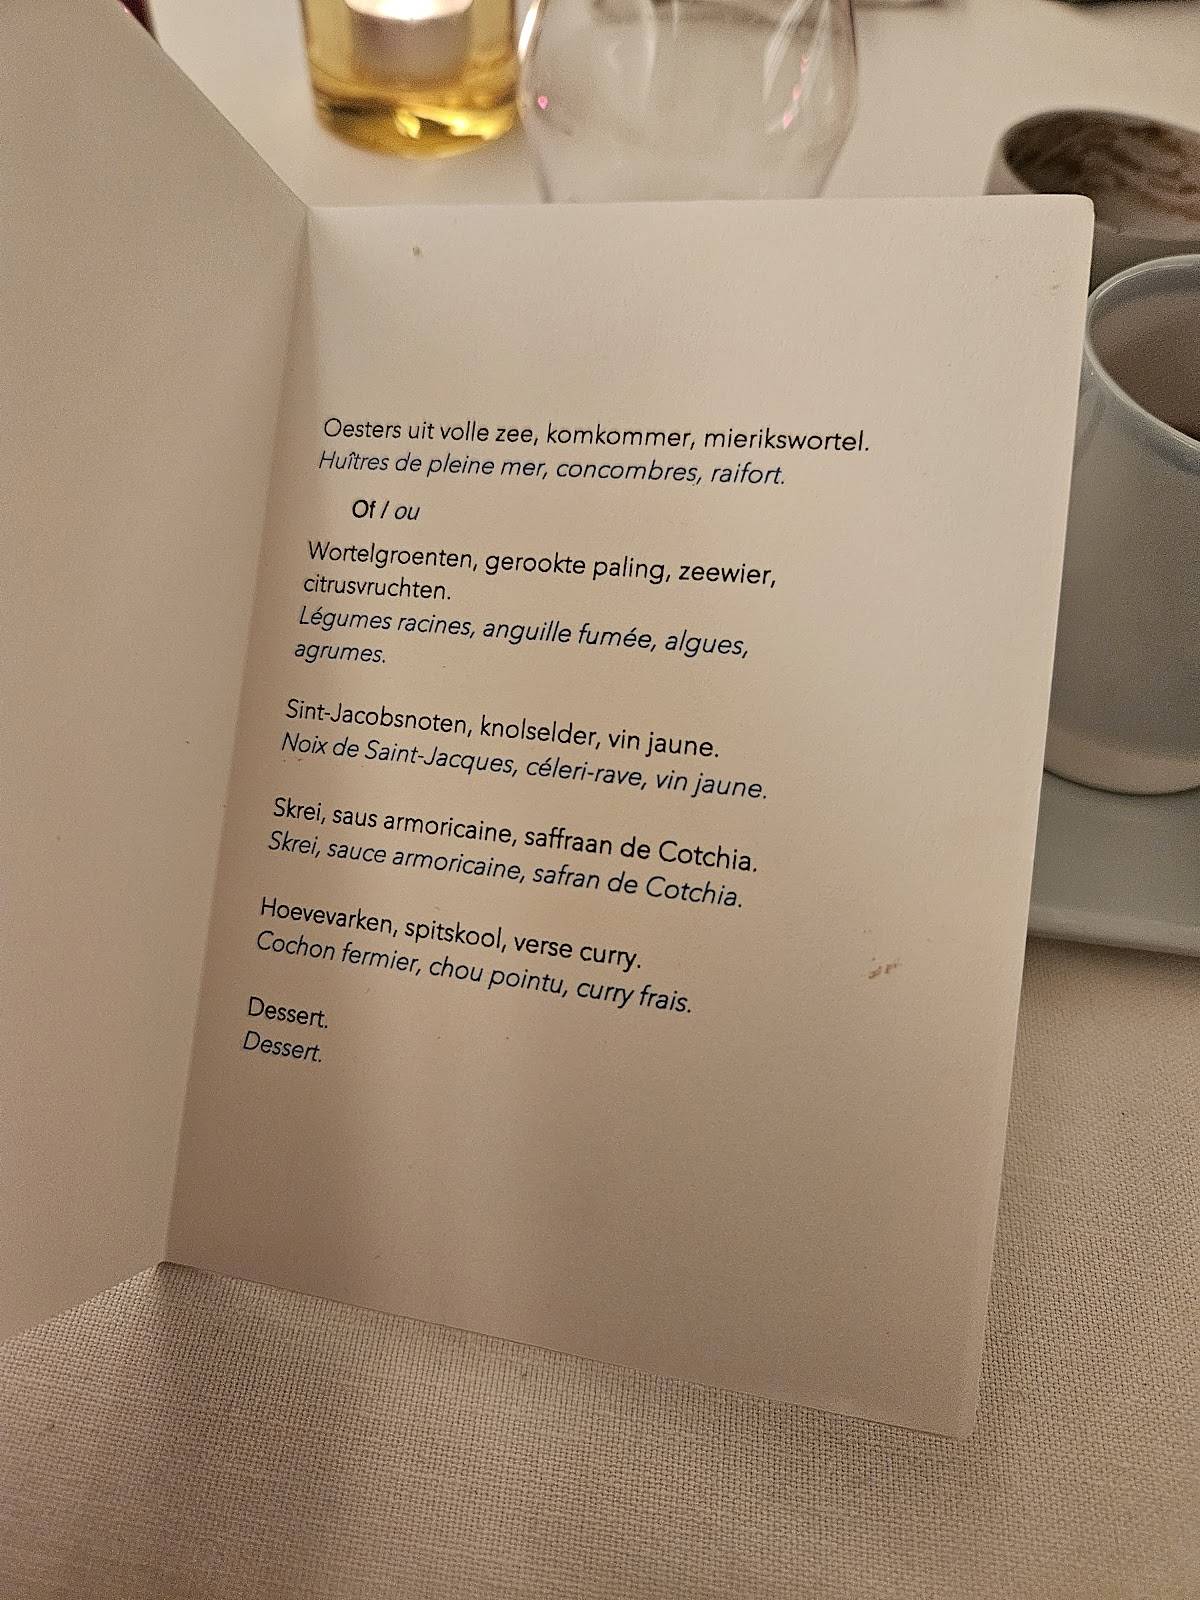 Oesters uit volle zee, komkommer, mierikswortel.
Huîtres de pleine mer, concombres, raifort.
Of / ou
Wortelgroenten, gerookte paling, zeewier,
citrusvruchten.
Légumes racines, anguille fumée, algues,
agrumes.
Sint-Jacobsnoten, knolselder, vin jaune.
Noix de Saint-Jacques, céleri-rave, vin jaune.
Skrei, saus armoricaine, saffraan de Cotchia.
Skrei, sauce armoricaine, safran de Cotchia.
Hoevevarken, spitskool, verse curry.
Cochon fermier, chou pointu, curry frais.
Dessert.
Dessert.